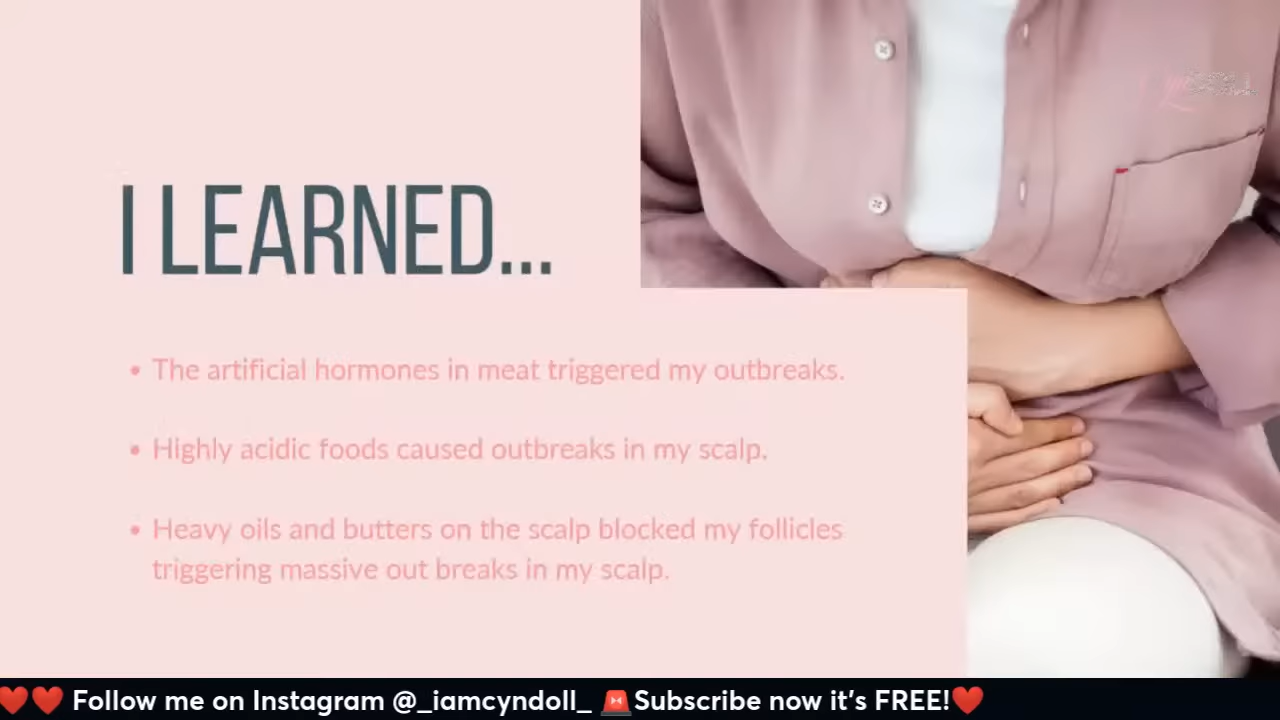 I LEARNED...
• The artificial hormones in meat triggered my outbreaks.
• Highly acidic foods caused outbreaks in my scalp.
• Heavy oils and butters on the scalp blocked my follicles
triggering massive out breaks in my scalp.
❤️❤️ Follow me on Instagram @_iamcyndoll_ 🚨Subscribe now it's FREE!❤️